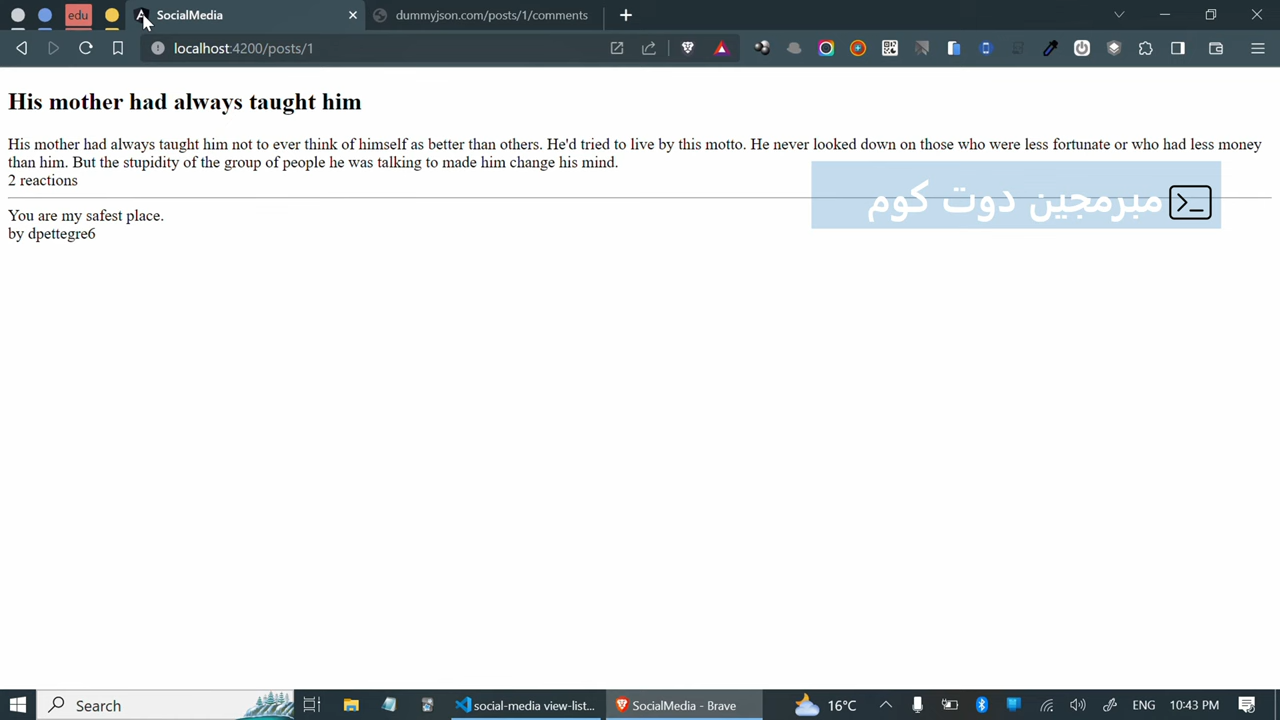 edu
SocialMedia
dummyjson.com/posts/1/comments
localhost:4200/posts/1
His mother had always taught him
His mother had always taught him not to ever think of himself as better than others. He'd tried to live by this motto. He never looked down on those who were less fortunate or who had less money
than him. But the stupidity of the group of people he was talking to made him change his mind.
2 reactions
مبرمجين دوت كوم
You are my safest place.
by dpettegre6
Search
social-media view-list...
SocialMedia - Brave
16°C
ENG
10:43 PM